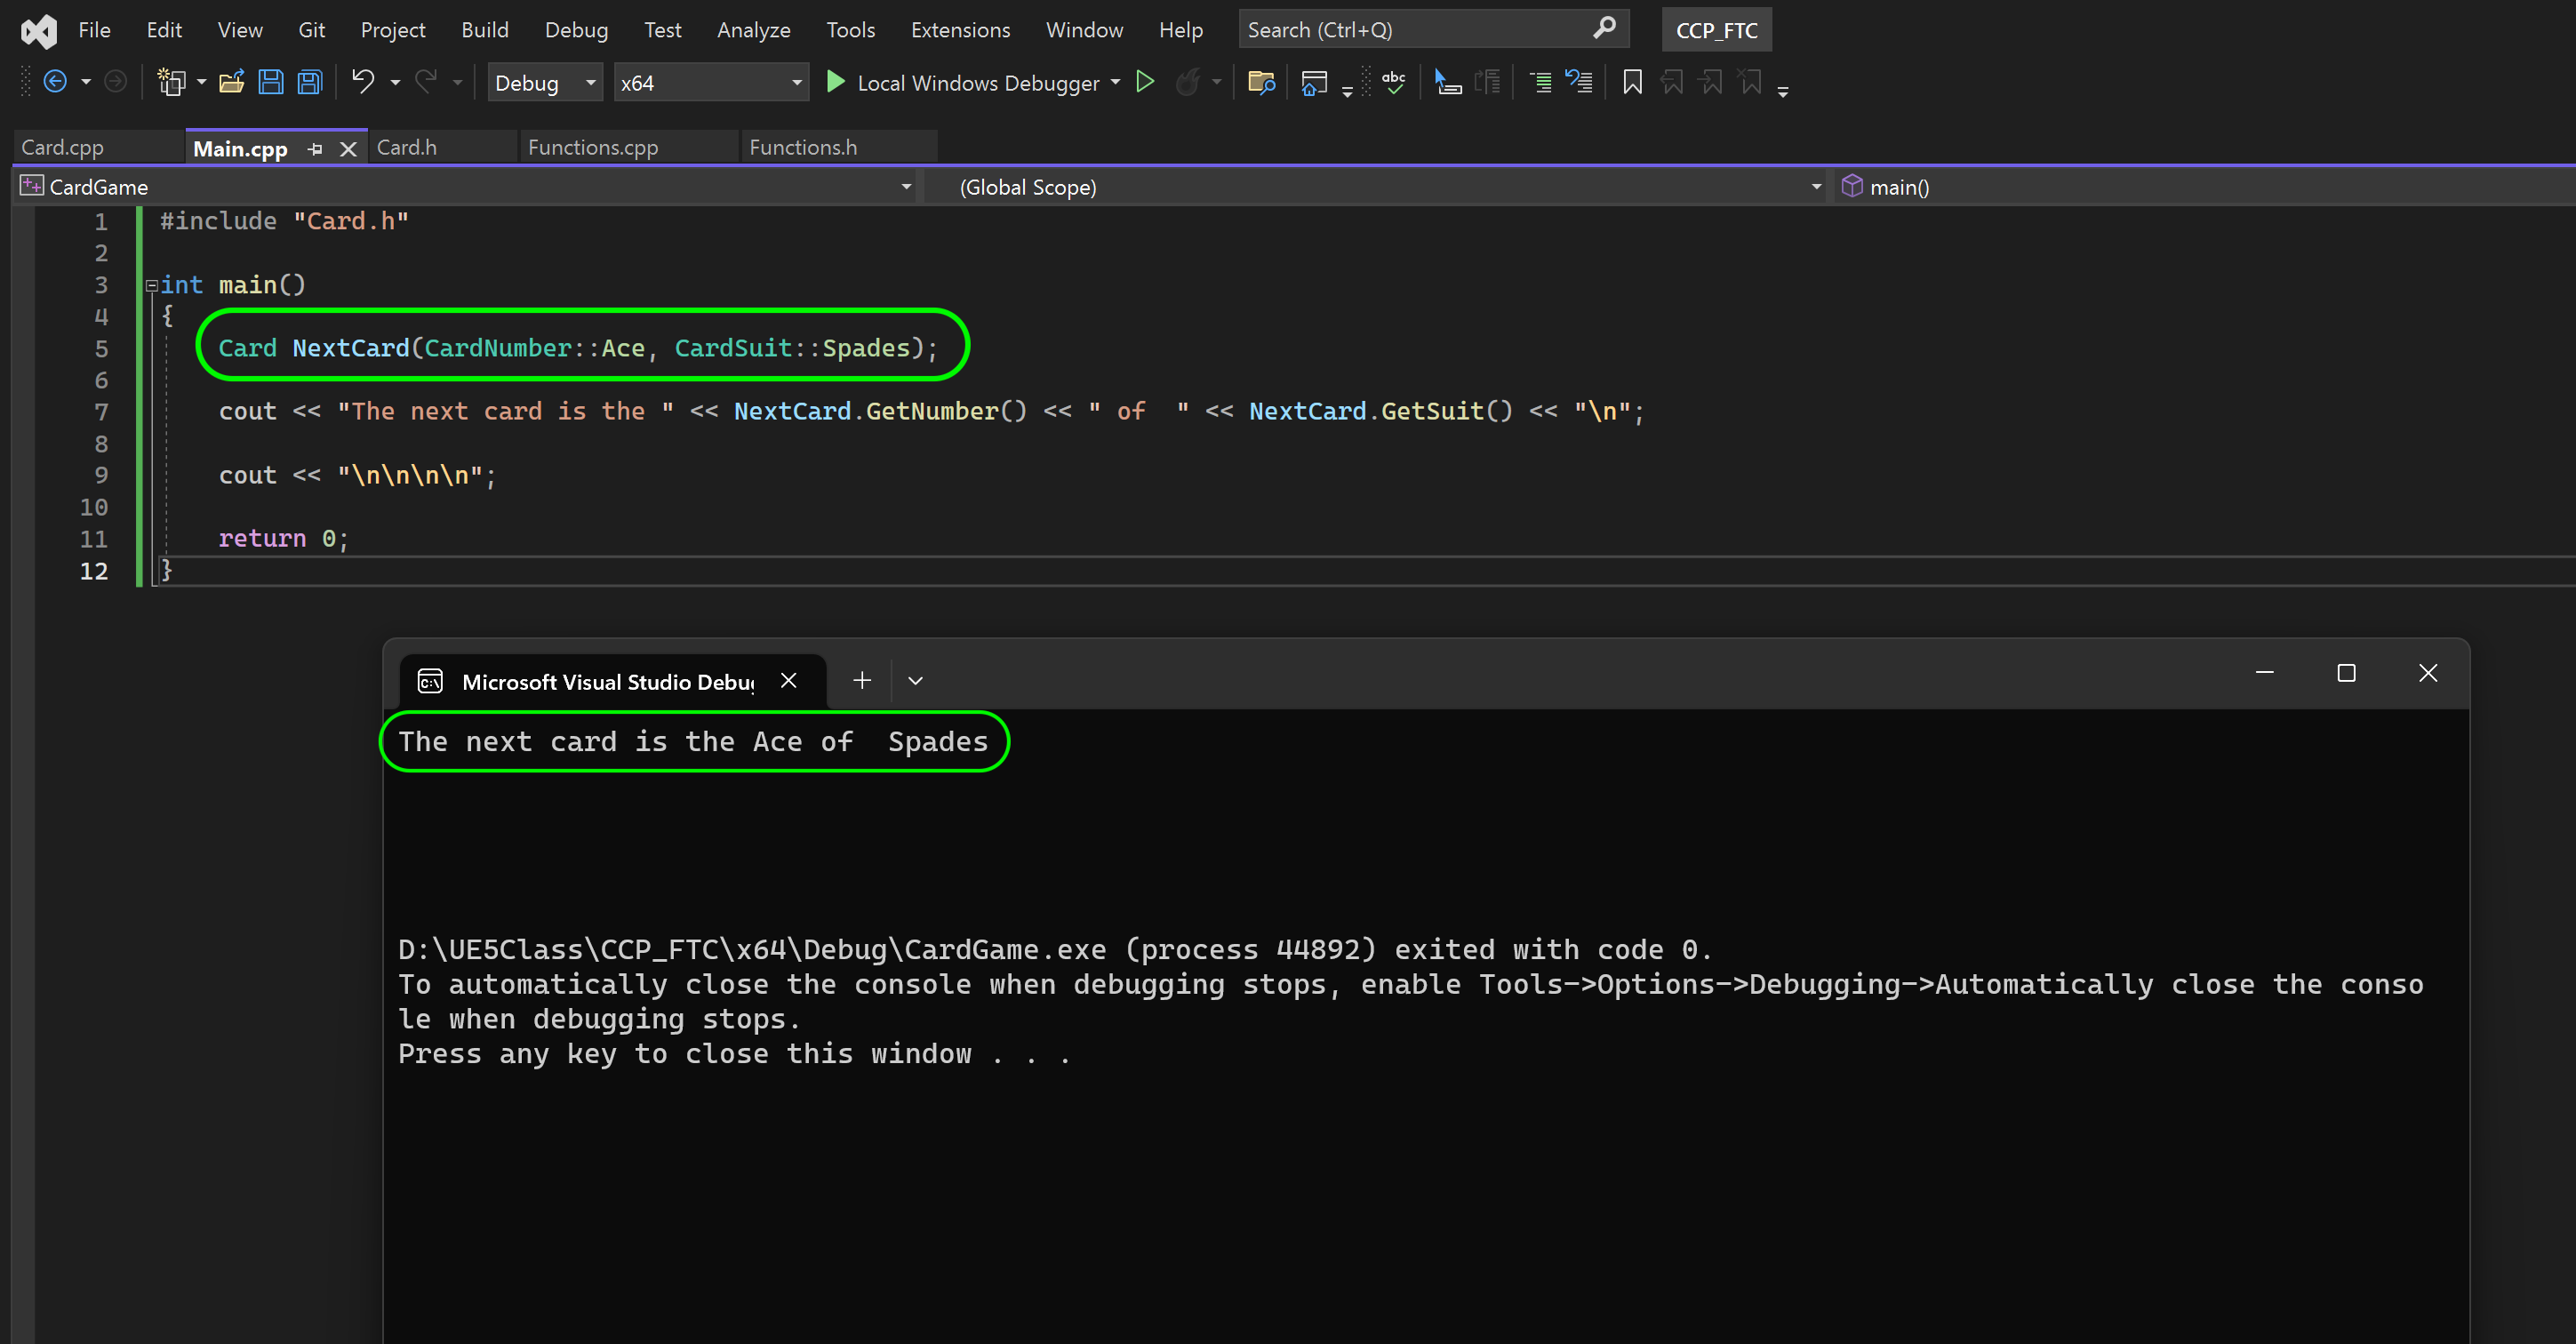 File Edit View Git Project Build Debug Test Analyze Tools Extensions Window Help Search (Ctrl+Q) CCP_FTC
Debug x64 Local Windows Debugger abc
Card.cpp Main.cpp Card.h Functions.cpp Functions.h
CardGame (Global Scope) main()
1 #include "Card.h"
2
3 int main()
4 {
5 Card NextCard(CardNumber::Ace, CardSuit::Spades);
6
7 cout << "The next card is the " << NextCard.GetNumber() << " of  " << NextCard.GetSuit() << "\n";
8
9 cout << "\n\n\n\n";
10
11 return 0;
12 }
C:\ Microsoft Visual Studio Debug
The next card is the Ace of  Spades
D:\UE5Class\CCP_FTC\x64\Debug\CardGame.exe (process 44892) exited with code 0.
To automatically close the console when debugging stops, enable Tools->Options->Debugging->Automatically close the conso
le when debugging stops.
Press any key to close this window . . .